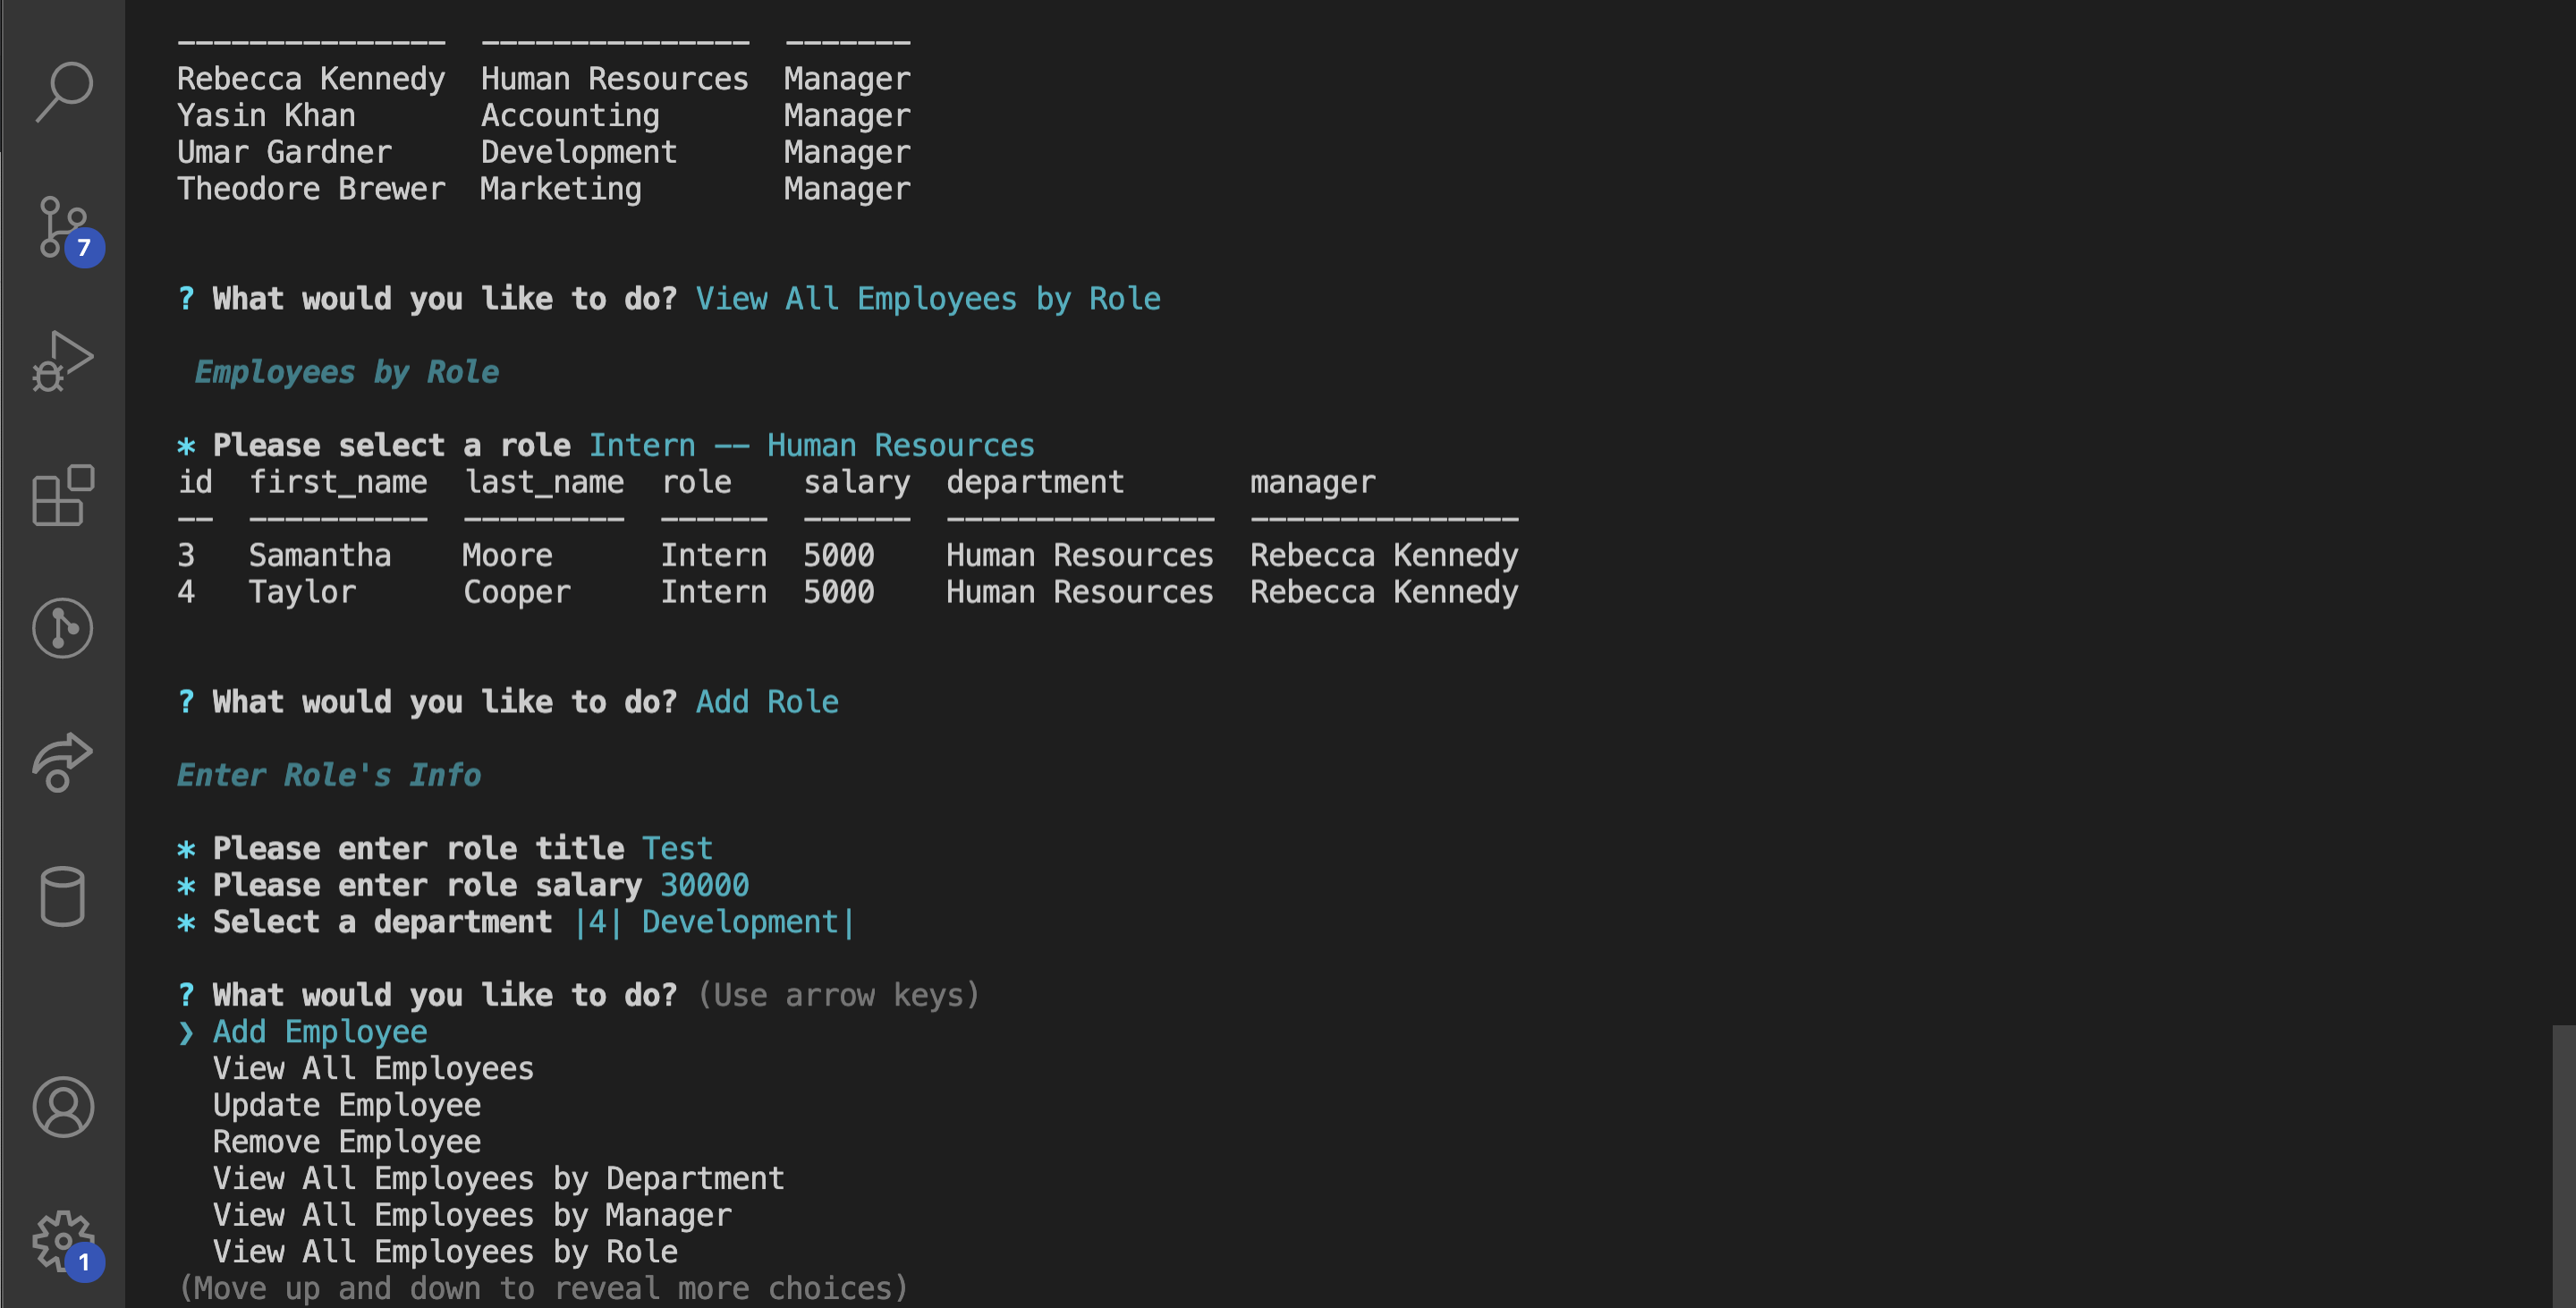 ---------------  ---------------  -------
Rebecca Kennedy  Human Resources  Manager
Yasin Khan       Accounting       Manager
Umar Gardner     Development      Manager
Theodore Brewer  Marketing        Manager
7
? What would you like to do? View All Employees by Role
Employees by Role
* Please select a role Intern -- Human Resources
id  first_name  last_name  role    salary  department       manager
--  ----------  ---------  ------  ------  ---------------  ---------------
3   Samantha    Moore      Intern  5000    Human Resources  Rebecca Kennedy
4   Taylor      Cooper     Intern  5000    Human Resources  Rebecca Kennedy
? What would you like to do? Add Role
Enter Role's Info
* Please enter role title Test
* Please enter role salary 30000
* Select a department |4| Development|
? What would you like to do? (Use arrow keys)
❯ Add Employee
View All Employees
Update Employee
Remove Employee
View All Employees by Department
View All Employees by Manager
View All Employees by Role
1
(Move up and down to reveal more choices)